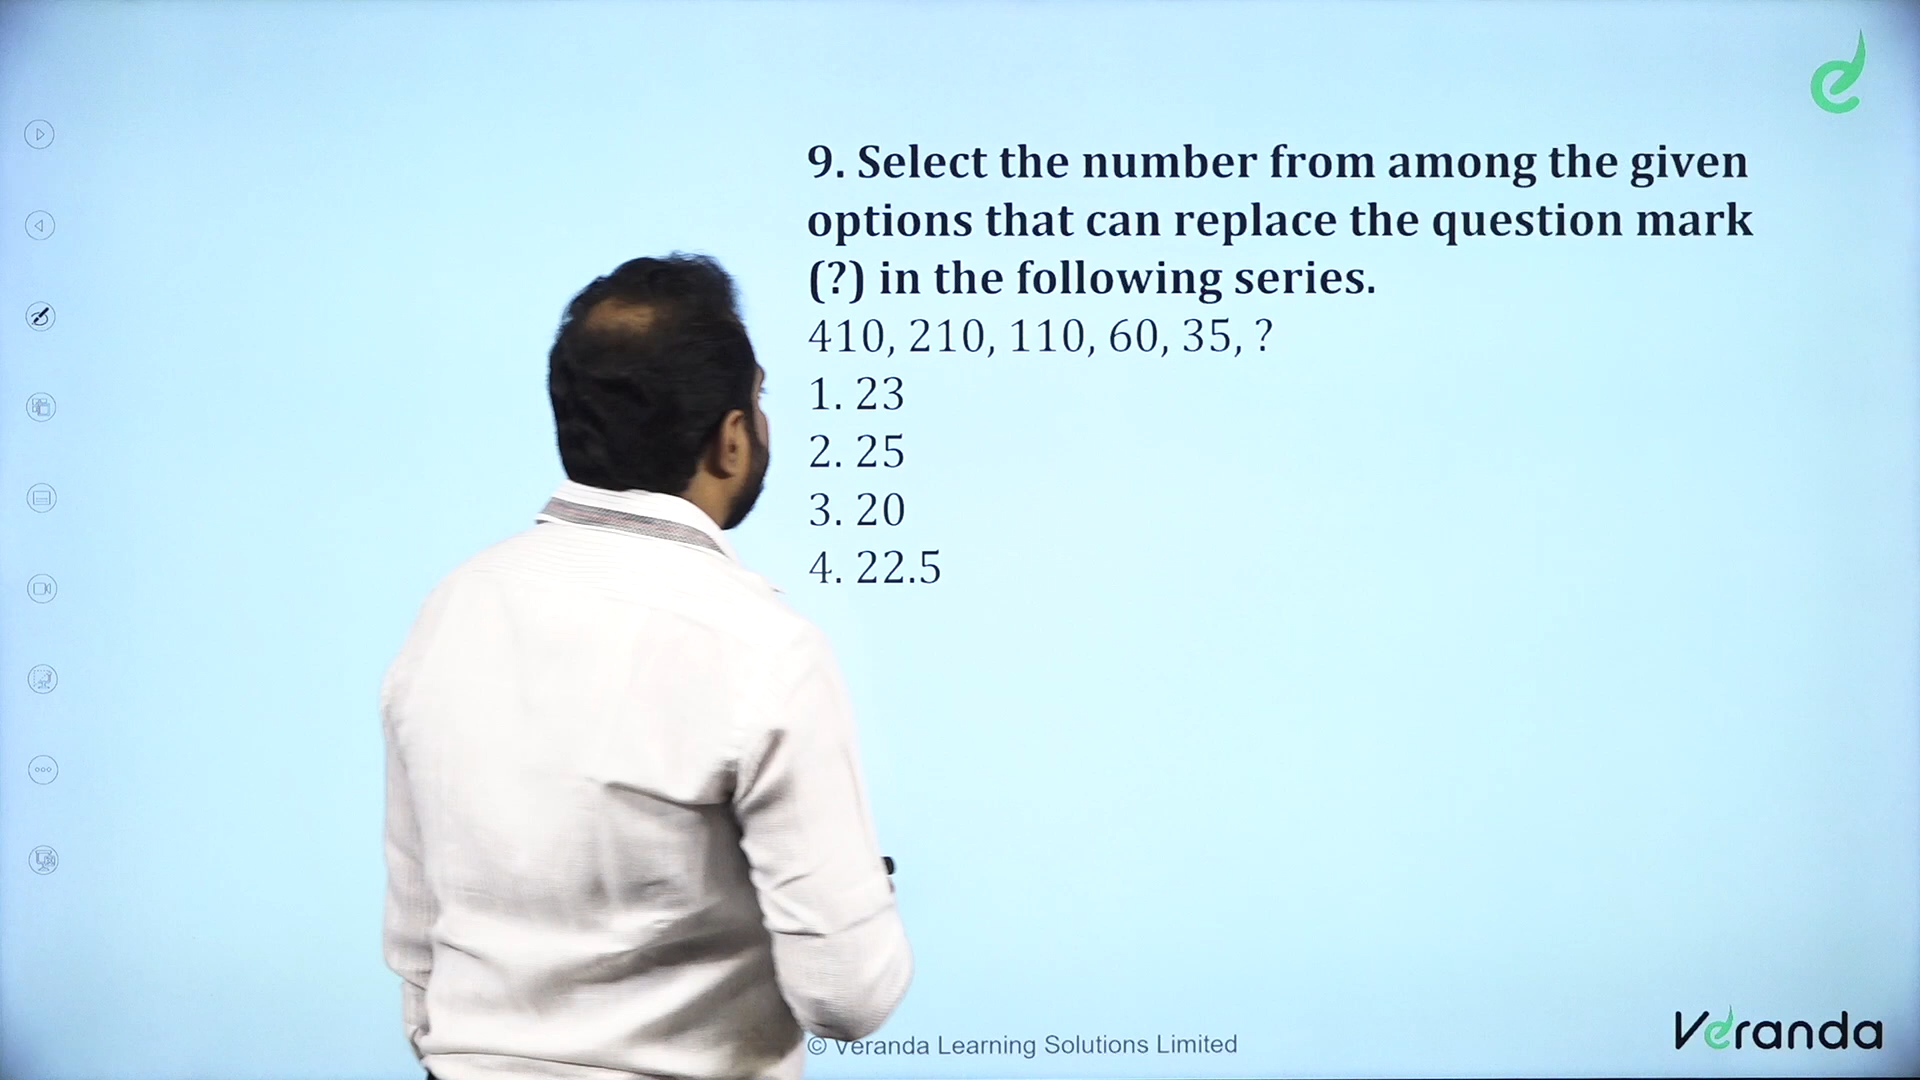 9. Select the number from among the given
options that can replace the question mark
(?) in the following series.
410, 210, 110, 60, 35, ?
1. 23
2. 25
3. 20
4. 22.5
© Veranda Learning Solutions Limited
Veranda